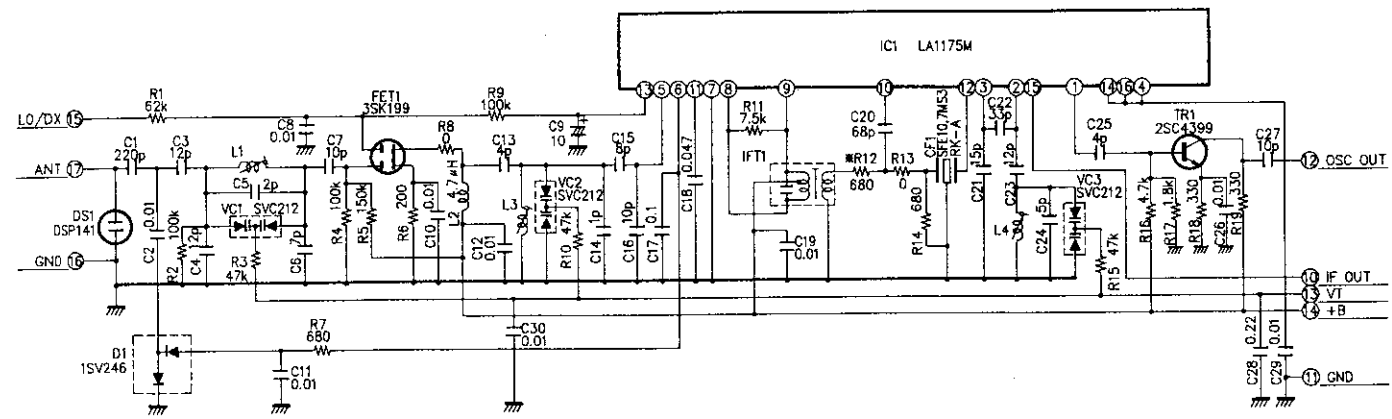 IC1 LA1175M
13 5 6 11 7 8 9 10 12 3 2 15 1 14 16 4
LO/DX 15
R1
62k
C8
0.01
FET1
3SK199
R9
100k
R8
0
C9
10
ANT 17
C1
220p
C3
12p
L1
C5 2p
VC1 SVC212
C7
10p
DS1
DSP141
GND 16
C2 0.01
R2 100k
C4 2p
R3
47k
C6 7p
R4 100k
R5 150k
R6 200
C10 0.01
L2 4.7μH
C12
0.01
C13
4p
L3
VC2
SVC212
R10 47k
C14 1p
C15
8p
C16 10p
C17 0.1
C18 0.047
R11
7.5k
IFT1
C19
0.01
C20
68p
*R12
680
R13
0
R14 680
CF1
SFE10.7MS3
RK-A
C21 15p
C22
33p
C23 12p
L4
C24 5p
VC3
SVC212
R15 47k
C25
4p
TR1
2SC4399
R16 4.7k
R17 1.8k
R18 330
C26 0.01
R19 330
C27
10p
12 OSC OUT
10 IF OUT
13 VT
14 +B
R7
680
C11
0.01
D1
1SV246
C30
0.01
C28 0.22
C29 0.01
11 GND